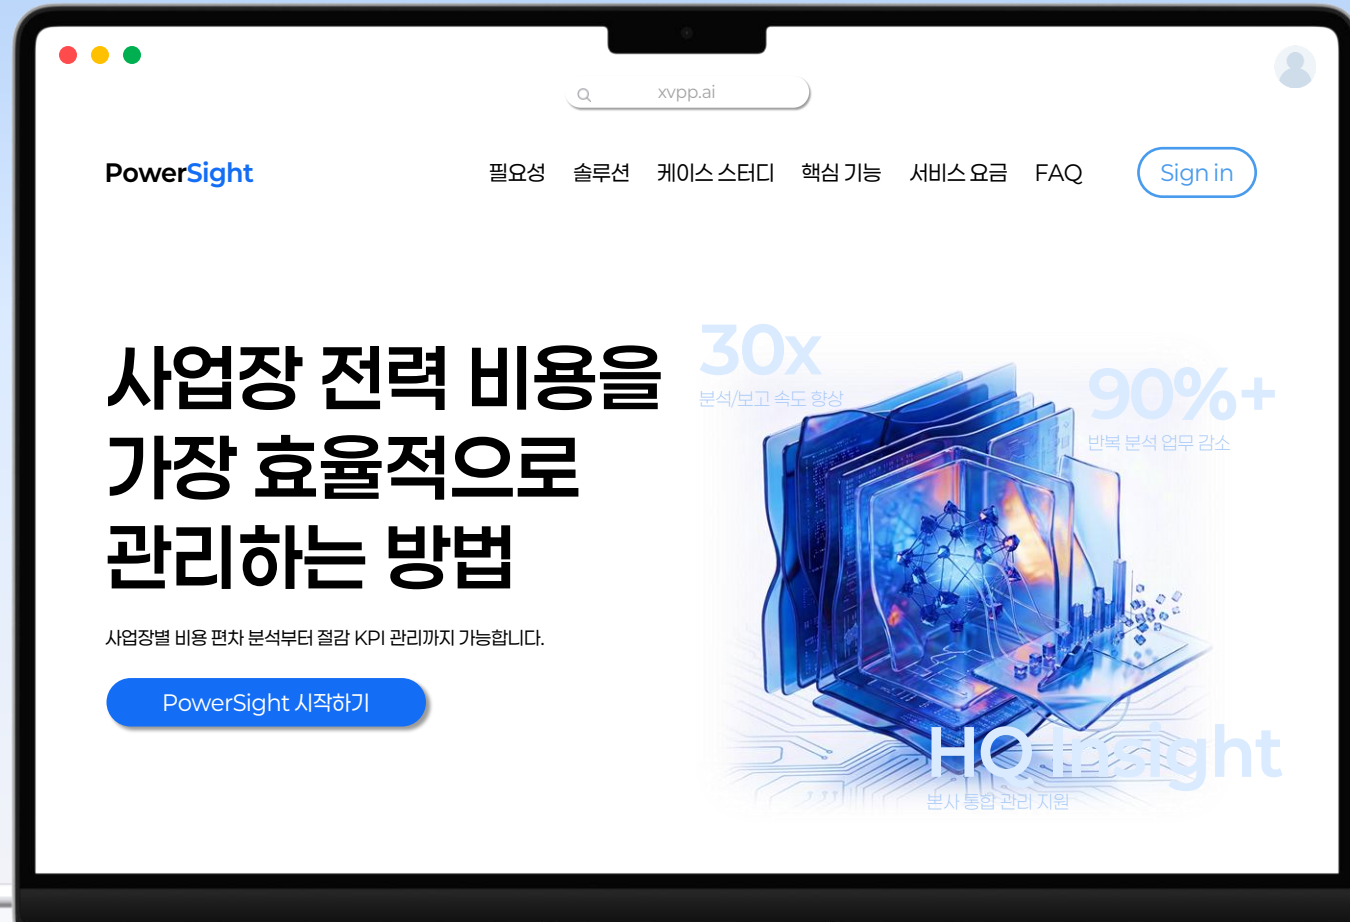 xvpp.ai
PowerSight
필요성 솔루션 케이스 스터디 핵심 기능 서비스 요금 FAQ Sign in
사업장 전력 비용을
가장 효율적으로
관리하는 방법
사업장별 비용 편차 분석부터 절감 KPI 관리까지 가능합니다.
PowerSight 시작하기
30x
분석/보고 속도 향상
90%+
반복 분석 업무 감소
HQ Insight
본사 통합 관리 지원